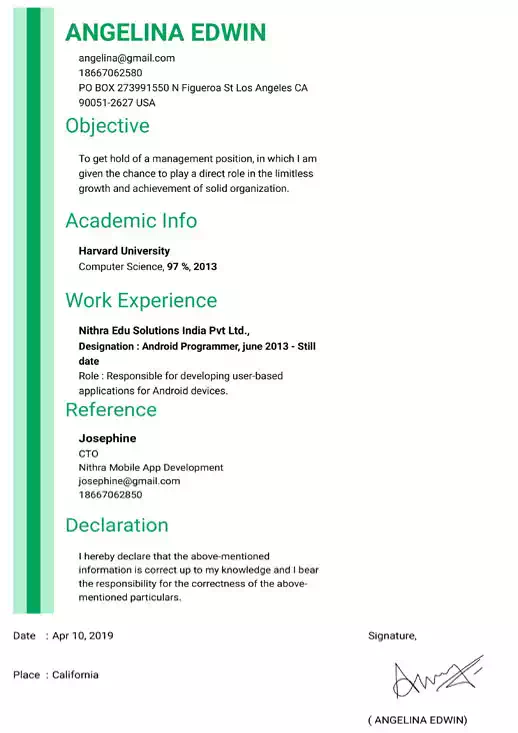 ANGELINA EDWIN
angelina@gmail.com
18667062580
PO BOX 273991550 N Figueroa St Los Angeles CA
90051-2627 USA
Objective
To get hold of a management position, in which I am
given the chance to play a direct role in the limitless
growth and achievement of solid organization.
Academic Info
Harvard University
Computer Science, 97 %, 2013
Work Experience
Nithra Edu Solutions India Pvt Ltd.,
Designation : Android Programmer, june 2013 - Still
date
Role : Responsible for developing user-based
applications for Android devices.
Reference
Josephine
CTO
Nithra Mobile App Development
josephine@gmail.com
18667062850
Declaration
I hereby declare that the above-mentioned
information is correct up to my knowledge and I bear
the responsibility for the correctness of the above-
mentioned particulars.
Date : Apr 10, 2019
Signature,
Place : California
( ANGELINA EDWIN)